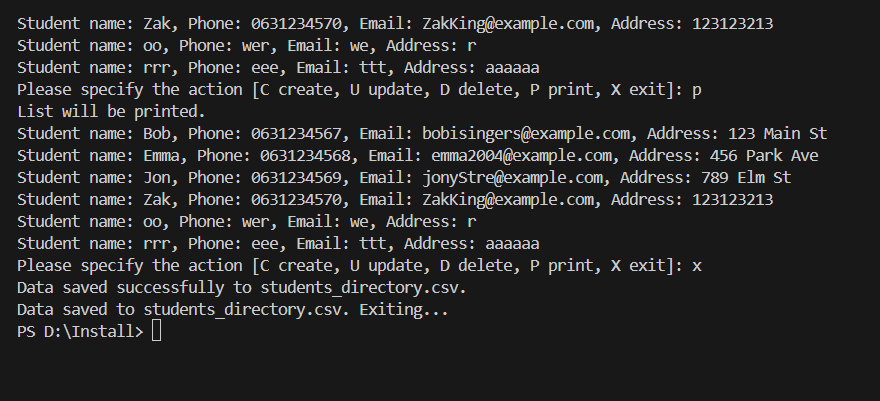 Student name: Zak, Phone: 0631234570, Email: ZakKing@example.com, Address: 123123213
Student name: oo, Phone: wer, Email: we, Address: r
Student name: rrr, Phone: eee, Email: ttt, Address: aaaaaa
Please specify the action [C create, U update, D delete, P print, X exit]: p
List will be printed.
Student name: Bob, Phone: 0631234567, Email: bobisingers@example.com, Address: 123 Main St
Student name: Emma, Phone: 0631234568, Email: emma2004@example.com, Address: 456 Park Ave
Student name: Jon, Phone: 0631234569, Email: jonyStre@example.com, Address: 789 Elm St
Student name: Zak, Phone: 0631234570, Email: ZakKing@example.com, Address: 123123213
Student name: oo, Phone: wer, Email: we, Address: r
Student name: rrr, Phone: eee, Email: ttt, Address: aaaaaa
Please specify the action [C create, U update, D delete, P print, X exit]: x
Data saved successfully to students_directory.csv.
Data saved to students_directory.csv. Exiting...
PS D:\Install>